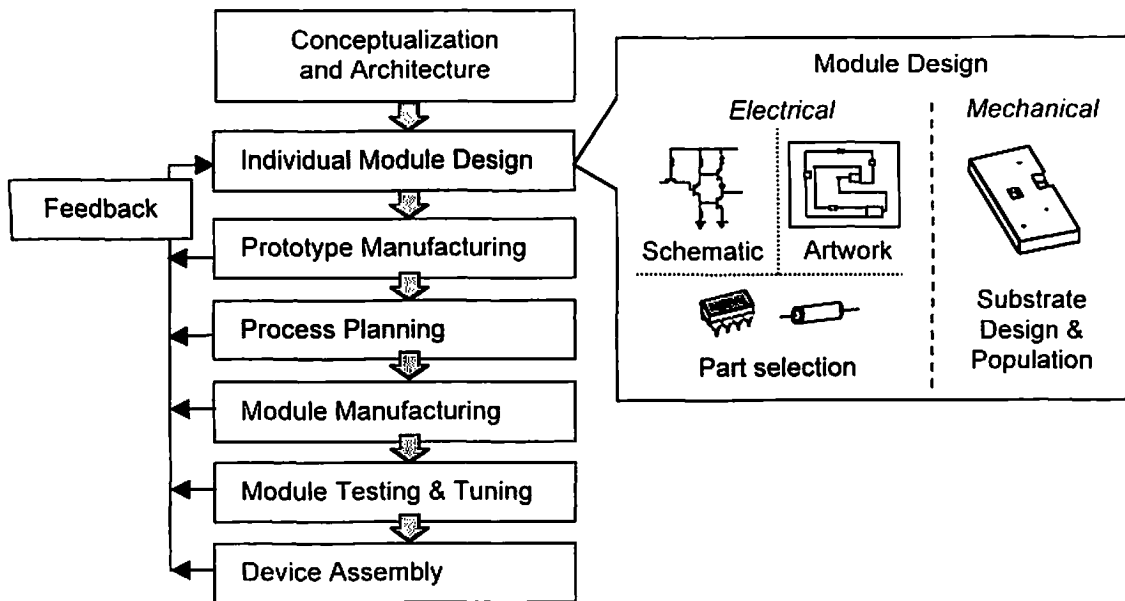 Conceptualization
and Architecture
Individual Module Design
Feedback
Prototype Manufacturing
Process Planning
Module Manufacturing
Module Testing & Tuning
Device Assembly
Module Design
Electrical
Mechanical
Schematic
Artwork
Part selection
Substrate
Design &
Population